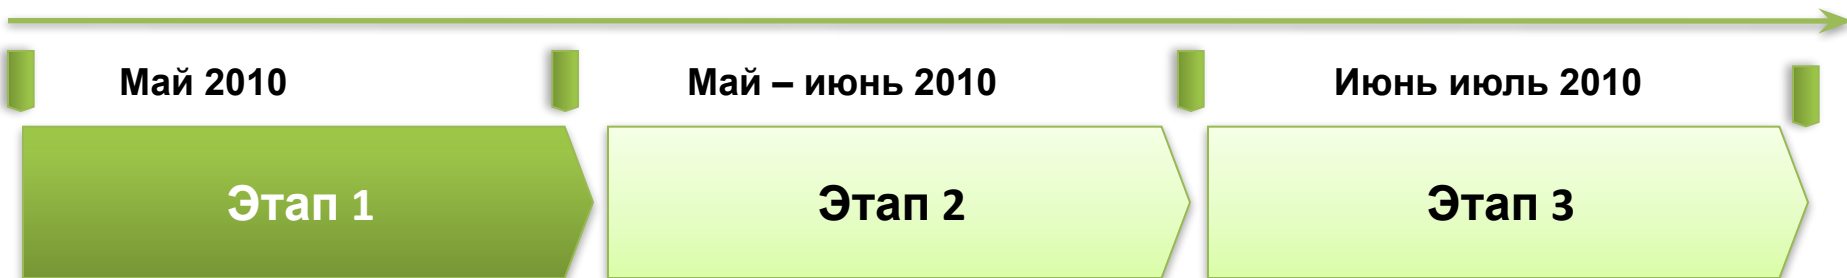 Май 2010
Май – июнь 2010
Июнь июль 2010
Этап 1
Этап 2
Этап 3